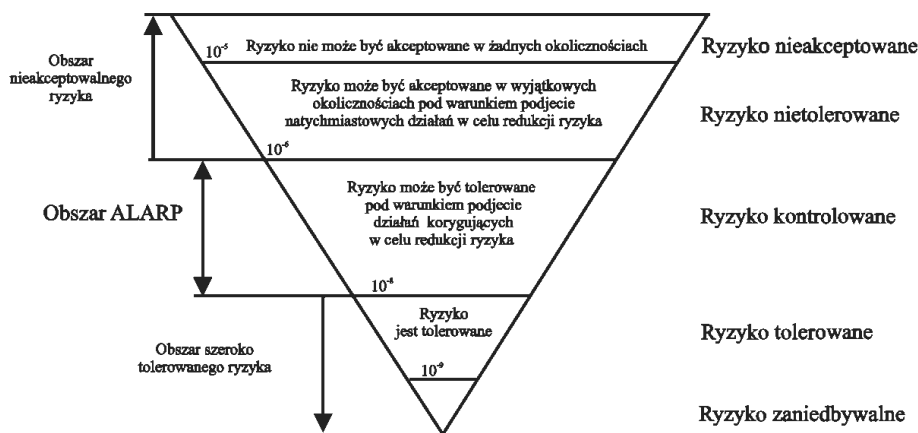 Obszar
nieakceptowalnego
ryzyka
10⁻⁵
Ryzyko nie może być akceptowane w żadnych okolicznościach
Ryzyko nieakceptowane
Ryzyko może być akceptowane w wyjątkowych
okolicznościach pod warunkiem podjecie
natychmiastowych działań w celu redukcji ryzyka
Ryzyko nietolerowane
10⁻⁶
Obszar ALARP
Ryzyko może być tolerowane
pod warunkiem podjecie
działań korygujących
w celu redukcji ryzyka
Ryzyko kontrolowane
10⁻⁸
Obszar szeroko
tolerowanego ryzyka
Ryzyko
jest tolerowane
Ryzyko tolerowane
10⁻⁹
Ryzyko zaniedbywalne